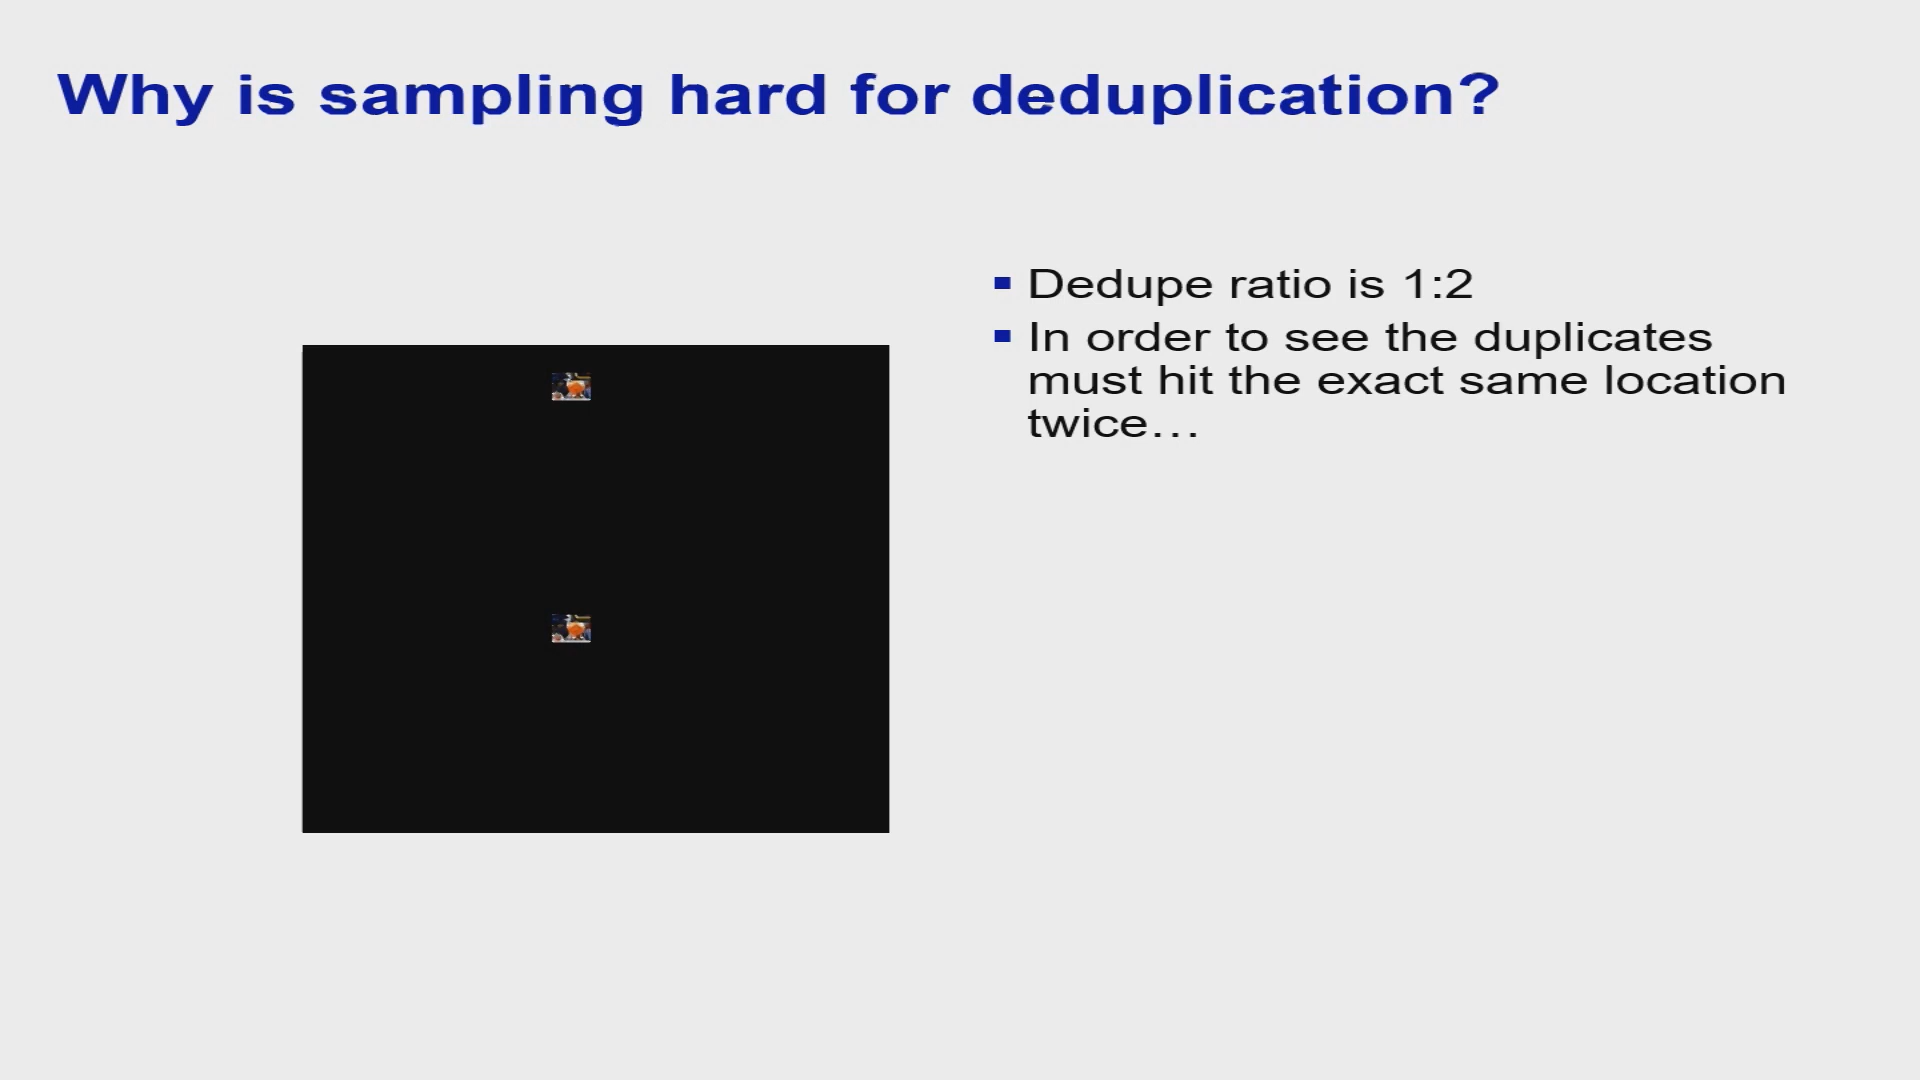 Why is sampling hard for deduplication?
Dedupe ratio is 1:2
In order to see the duplicates
must hit the exact same location
twice…